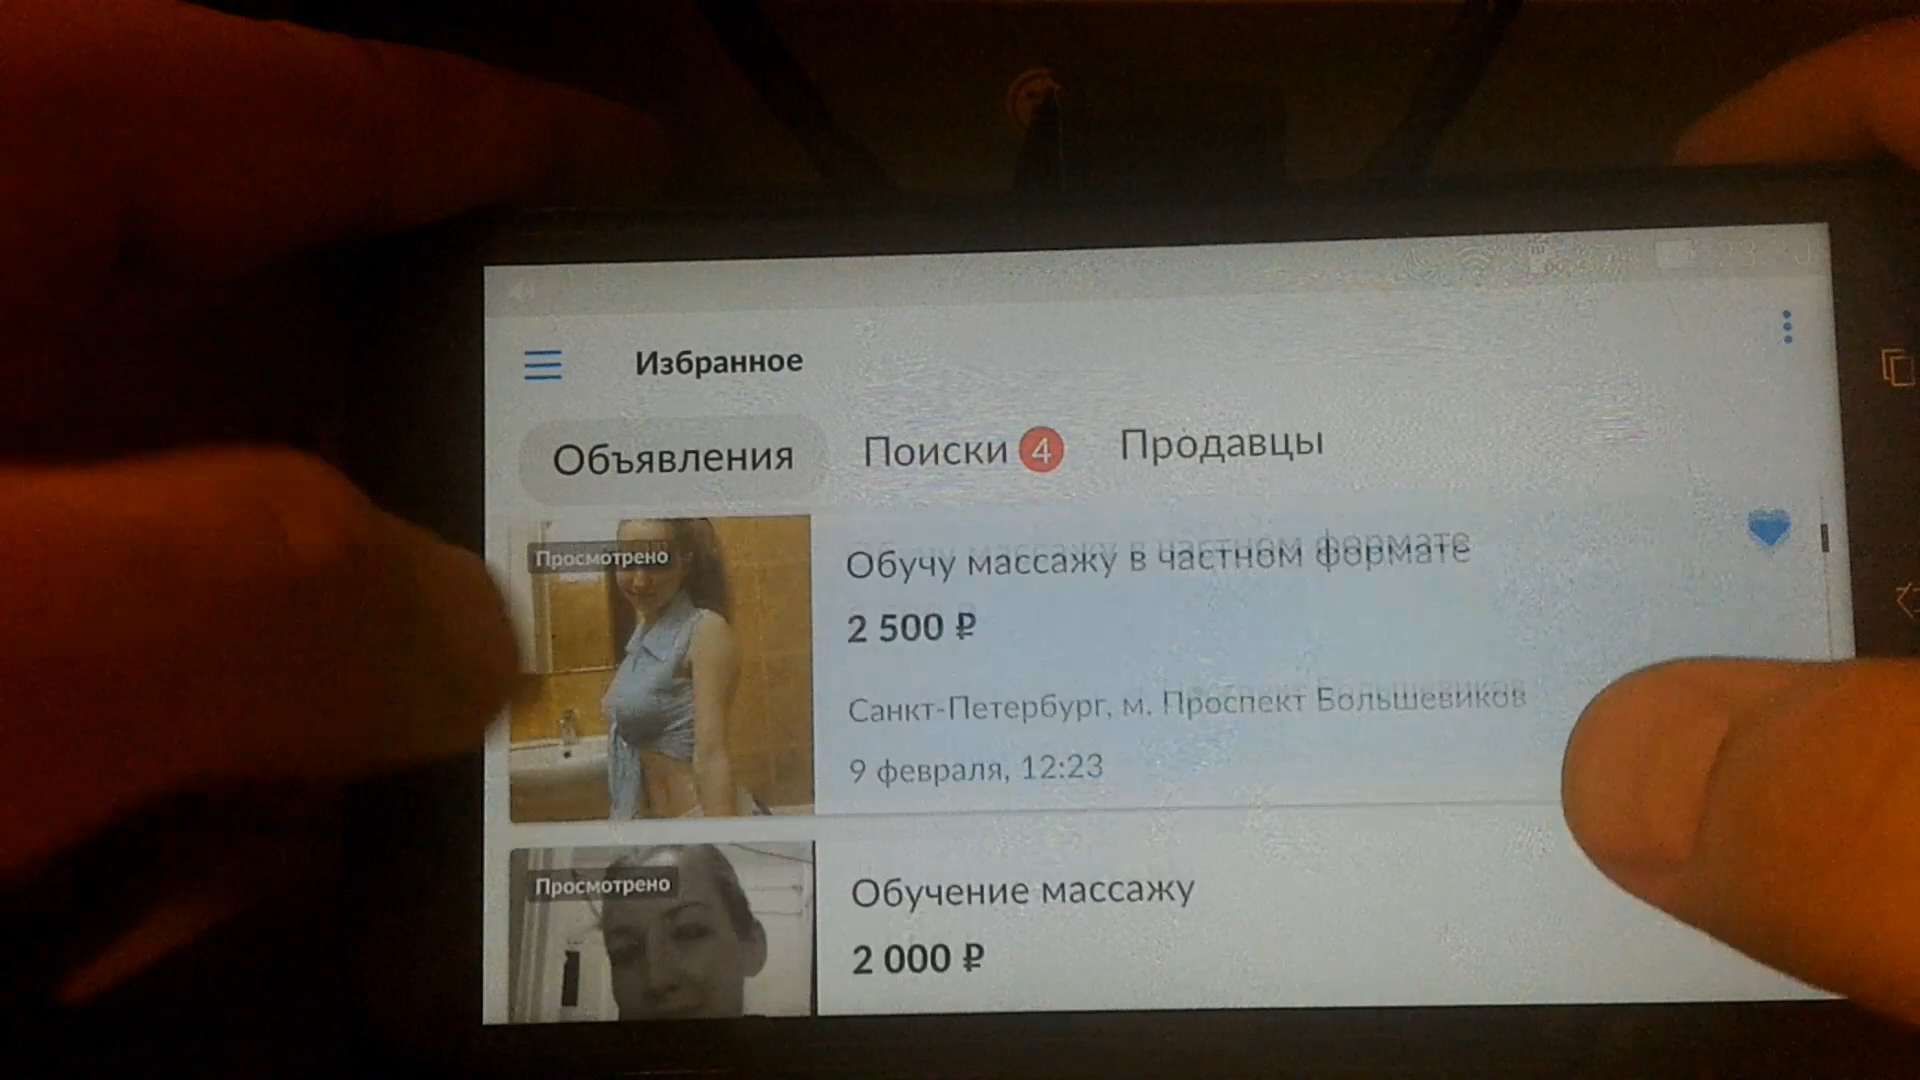 Избранное
Объявления
Поиски 4
Продавцы
Просмотрено
Обучу массажу в частном формате
2 500 ₽
Санкт-Петербург, м. Проспект Большевиков
9 февраля, 12:23
Просмотрено
Обучение массажу
2 000 ₽